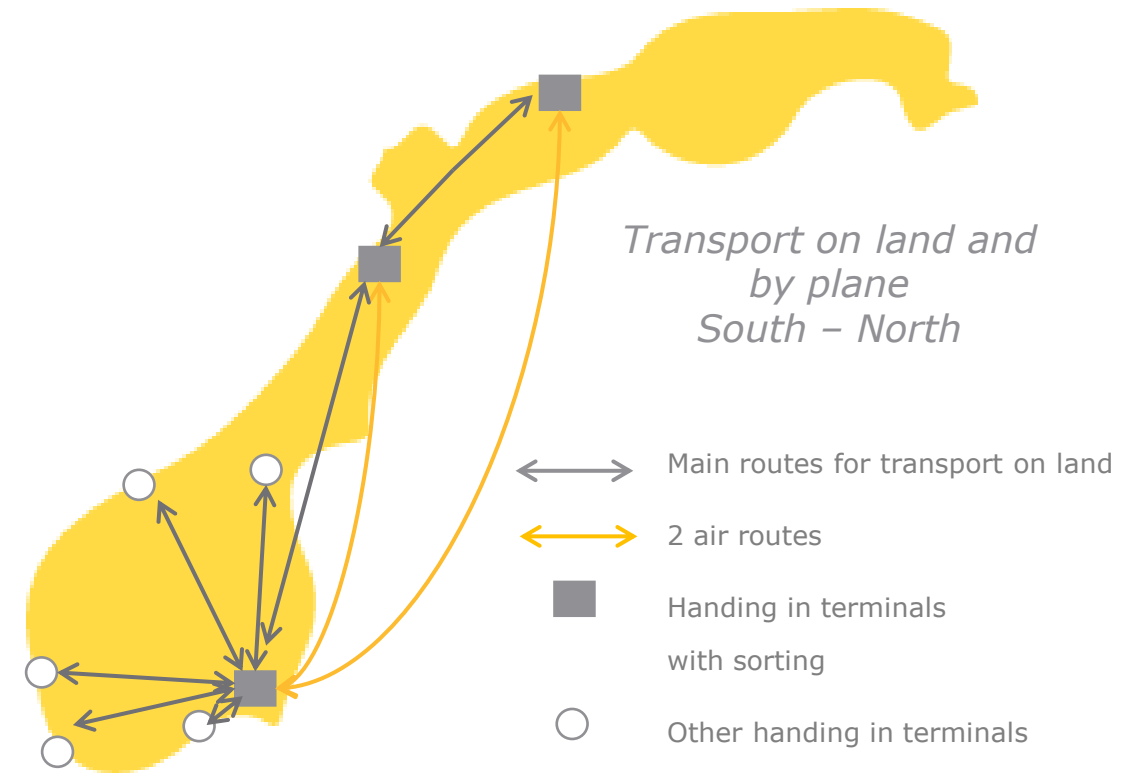 Transport on land and
by plane
South – North
Main routes for transport on land
2 air routes
Handing in terminals
with sorting
Other handing in terminals